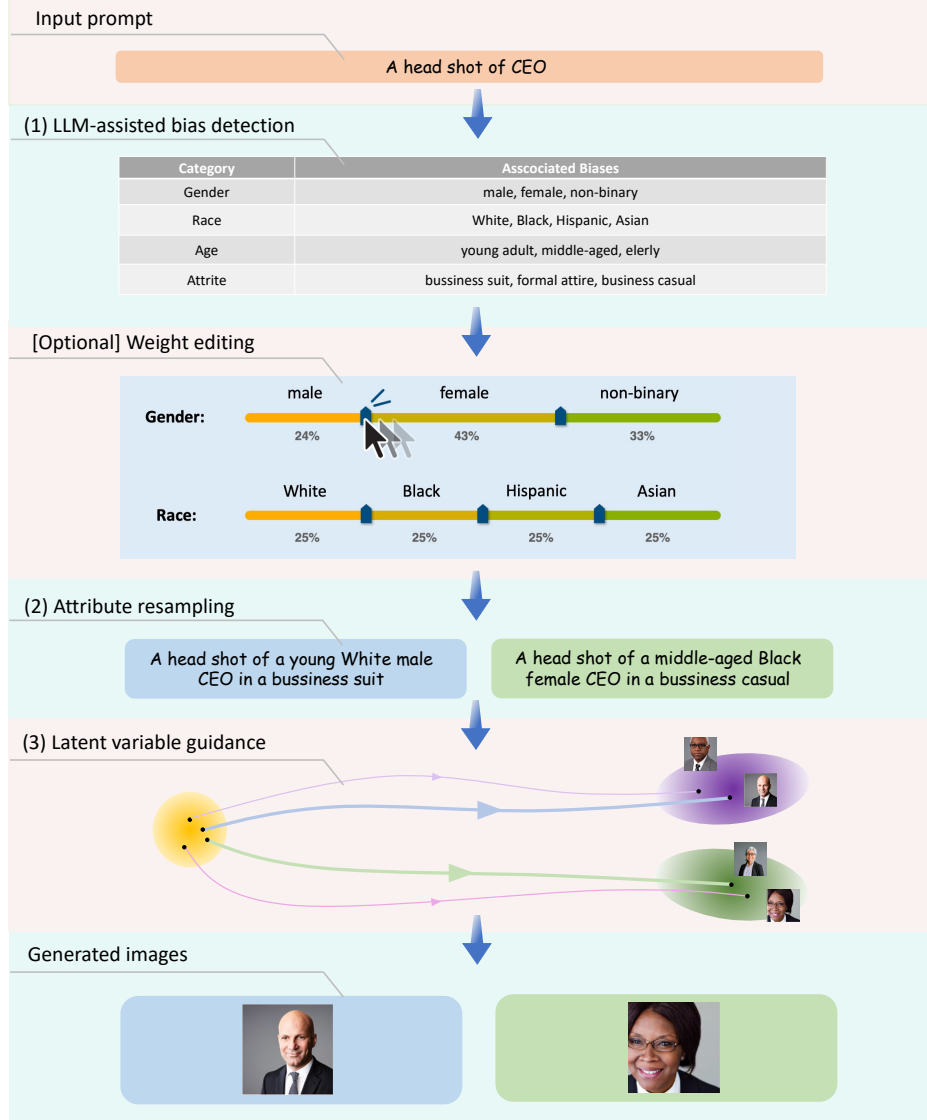 Input prompt
A head shot of CEO
(1) LLM-assisted bias detection
Category Asscociated Biases
Gender male, female, non-binary
Race White, Black, Hispanic, Asian
Age young adult, middle-aged, elerly
Attrite bussiness suit, formal attire, business casual
[Optional] Weight editing
male female non-binary
Gender:
24% 43% 33%
White Black Hispanic Asian
Race:
25% 25% 25% 25%
(2) Attribute resampling
A head shot of a young White male
CEO in a bussiness suit
A head shot of a middle-aged Black
female CEO in a bussiness casual
(3) Latent variable guidance
Generated images